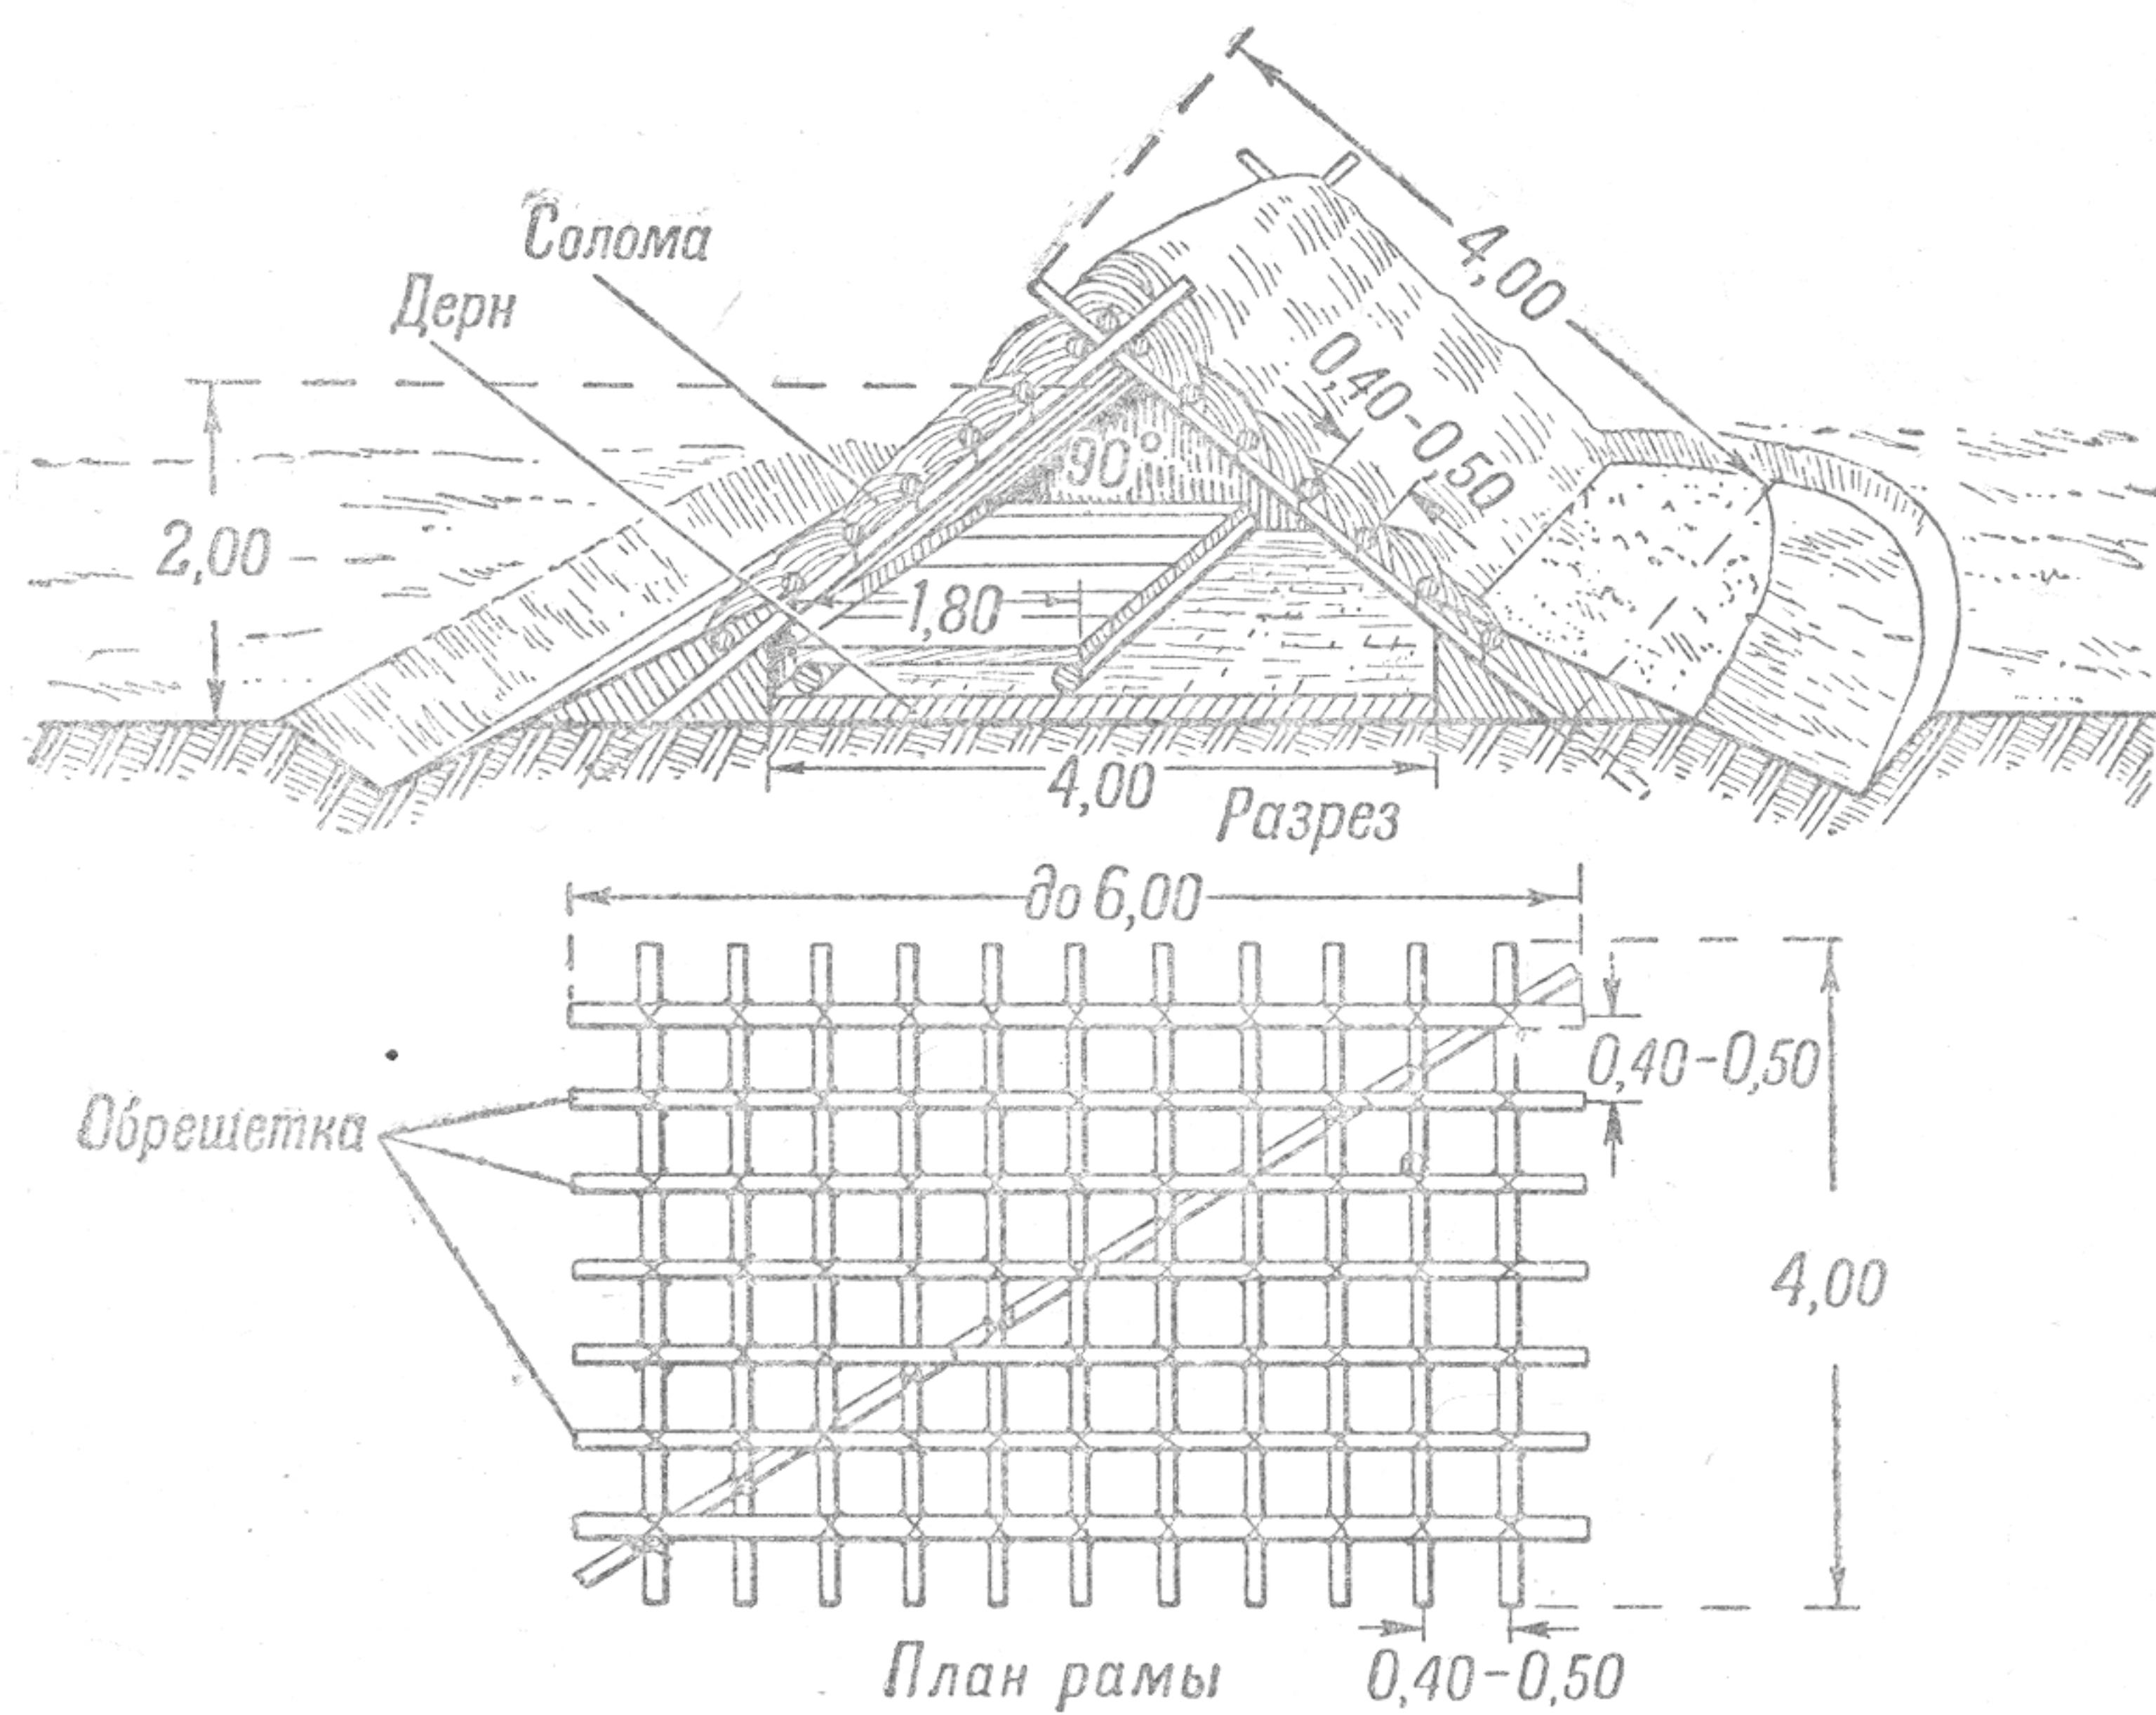 Солома
Дерн
4,00
0,40-0,50
90°
2,00
1,80
4,00
Разрез
до 6,00
0,40-0,50
Обрешетка
4,00
План рамы
0,40-0,50